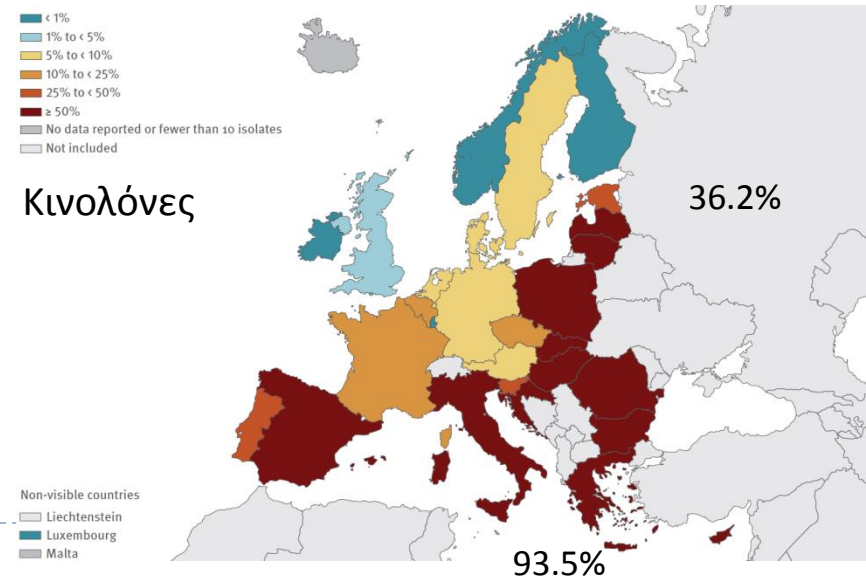 < 1%
1% to < 5%
5% to < 10%
10% to < 25%
25% to < 50%
≥ 50%
No data reported or fewer than 10 isolates
Not included
Κινολόνες
36.2%
Non-visible countries
Liechtenstein
Luxembourg
Malta
93.5%